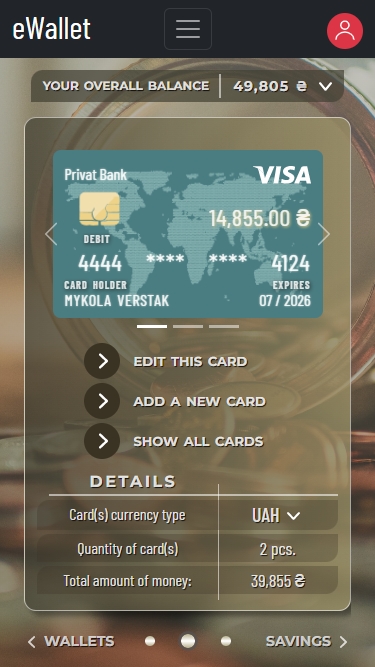 eWallet
YOUR OVERALL BALANCE 49,805 ₴
Privat Bank VISA
14,855.00 ₴
DEBIT
4444 **** **** 4124
CARD HOLDER EXPIRES
MYKOLA VERSTAK 07 / 2026
EDIT THIS CARD
ADD A NEW CARD
SHOW ALL CARDS
DETAILS
Card(s) currency type UAH
Quantity of card(s) 2 pcs.
Total amount of money: 39,855 ₴
WALLETS SAVINGS